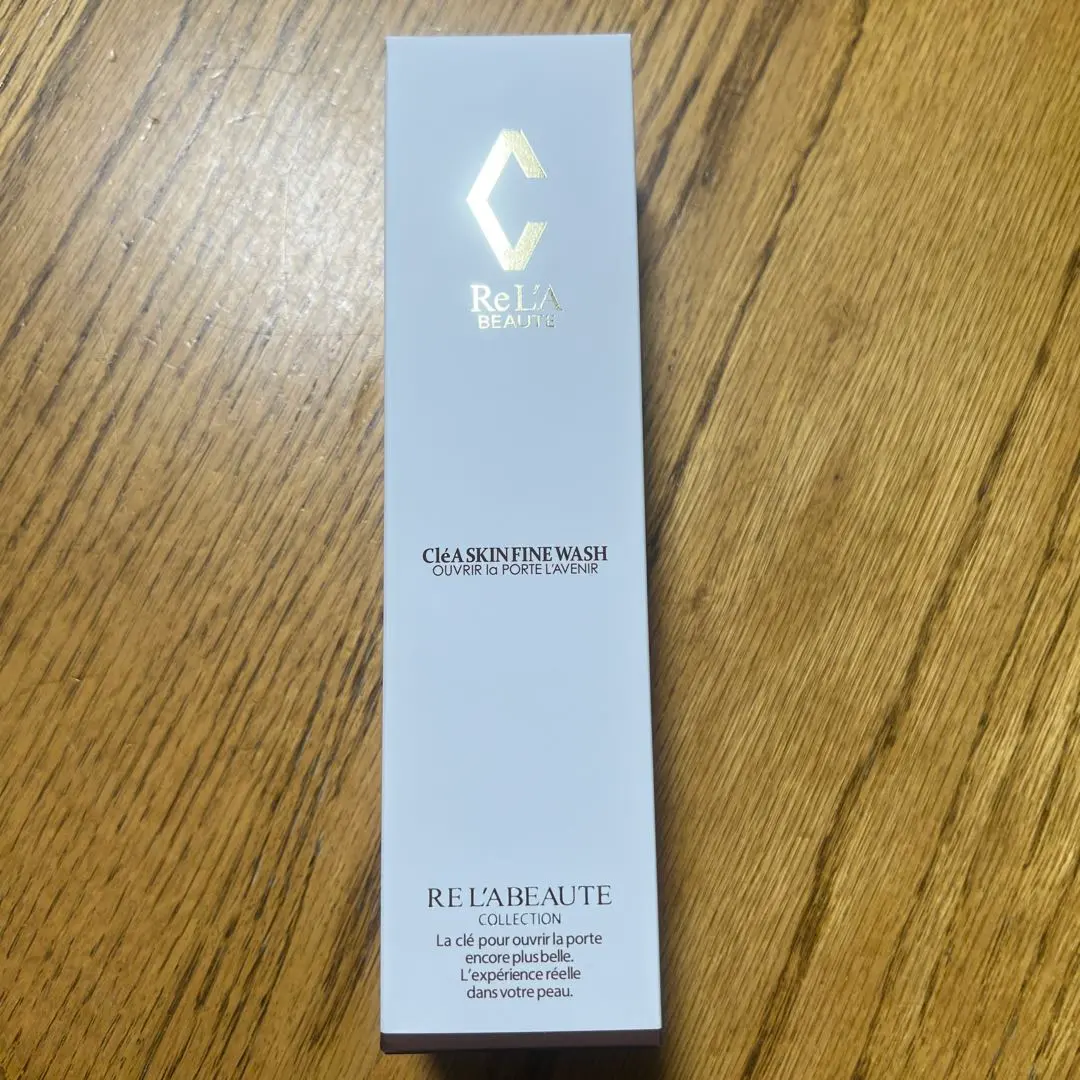 C
Re L'A
BEAUTE
CléA SKIN FINE WASH
OUVRIR la PORTE L'AVENIR
RE L'ABEAUTE
COLLECTION
La clé pour ouvrir la porte
encore plus belle.
L'expérience réelle
dans votre peau.